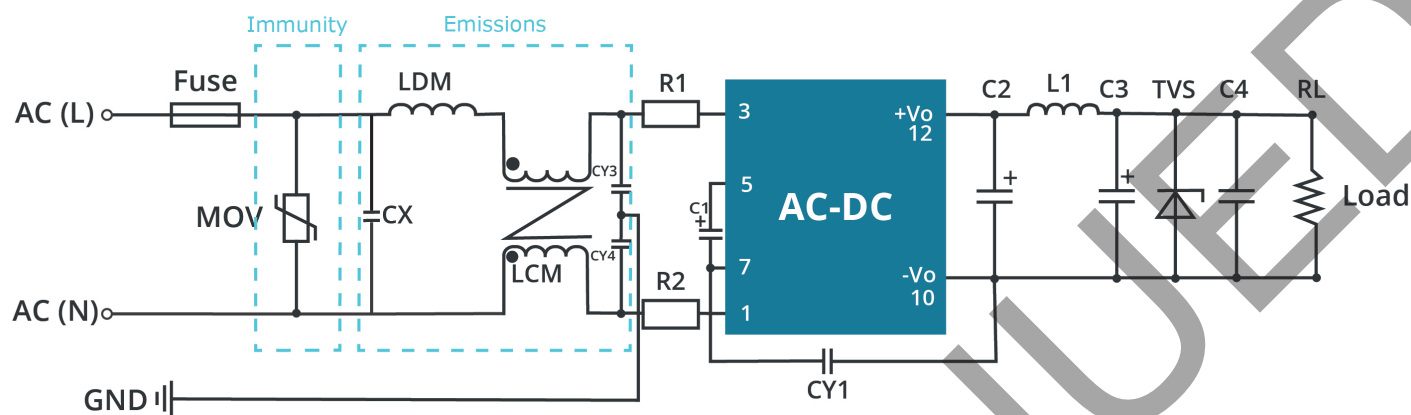 Immunity
Emissions
Fuse
LDM
R1
C2
L1
C3
TVS
C4
RL
AC (L)
3
+Vo
12
CY3
5
MOV
CX
C1
+
AC-DC
+
+
Load
CY4
7
LCM
R2
-Vo
10
AC (N)
1
CY1
GND